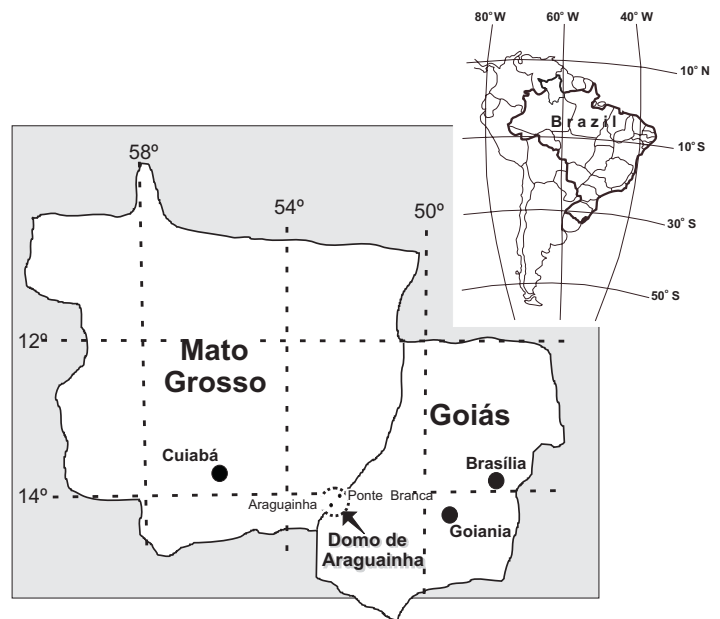 80°W
60°W
40°W
10°N
Brazil
10°S
30°S
50°S
58º
54º
50º
12º
Mato
Grosso
Goiás
Cuiabá
Brasília
14º
Araguainha
Ponte Branca
Goiania
Domo de
Araguainha